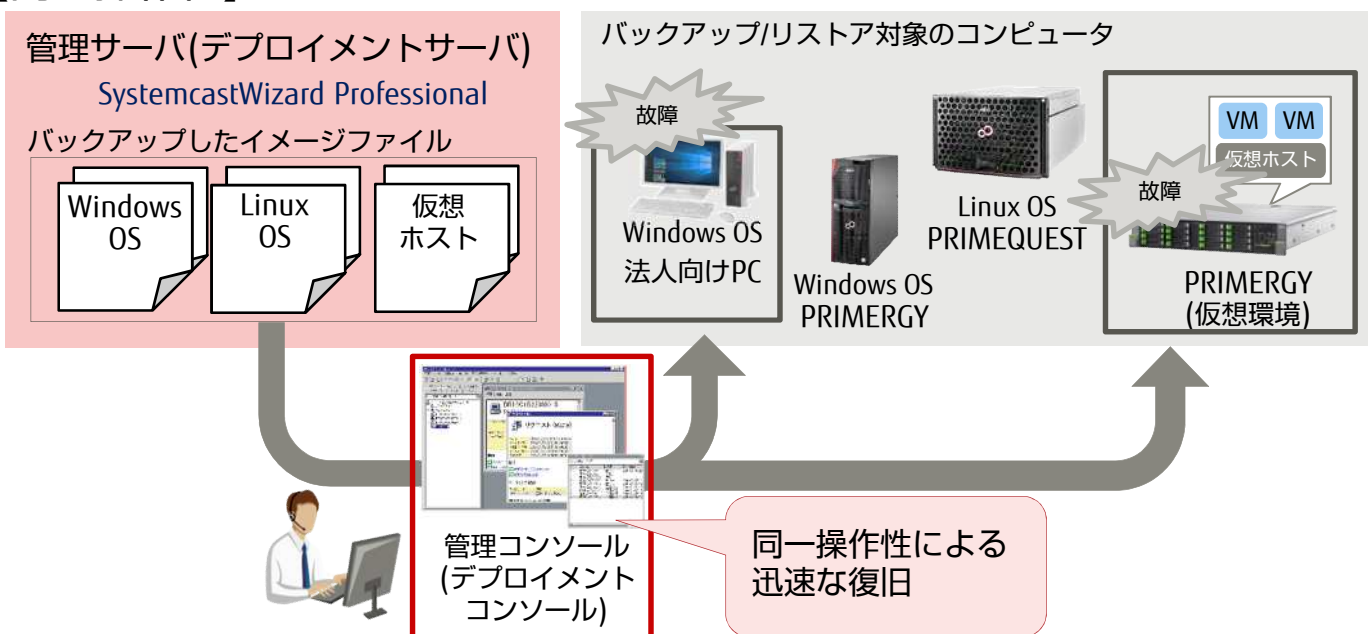 管理サーバ(デプロイメントサーバ)
SystemcastWizard Professional
バックアップしたイメージファイル
Windows
OS
Linux
OS
仮想
ホスト
バックアップ/リストア対象のコンピュータ
故障
Windows OS
法人向けPC
Windows OS
PRIMERGY
Linux OS
PRIMEQUEST
VM VM
仮想ホスト
故障
PRIMERGY
(仮想環境)
管理コンソール
(デプロイメント
コンソール)
同一操作性による
迅速な復旧